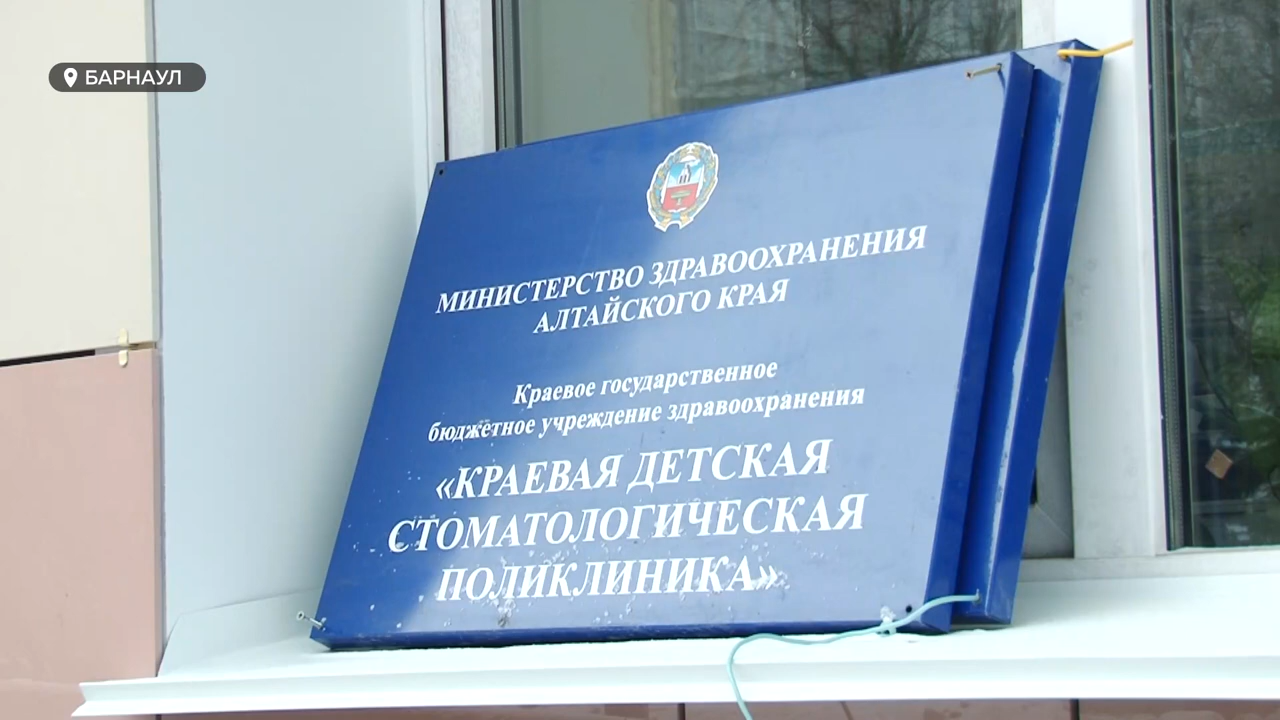 БАРНАУЛ
МИНИСТЕРСТВО ЗДРАВООХРАНЕНИЯ
АЛТАЙСКОГО КРАЯ
Краевое государственное
бюджетное учреждение здравоохранения
«КРАЕВАЯ ДЕТСКАЯ
СТОМАТОЛОГИЧЕСКАЯ
ПОЛИКЛИНИКА»